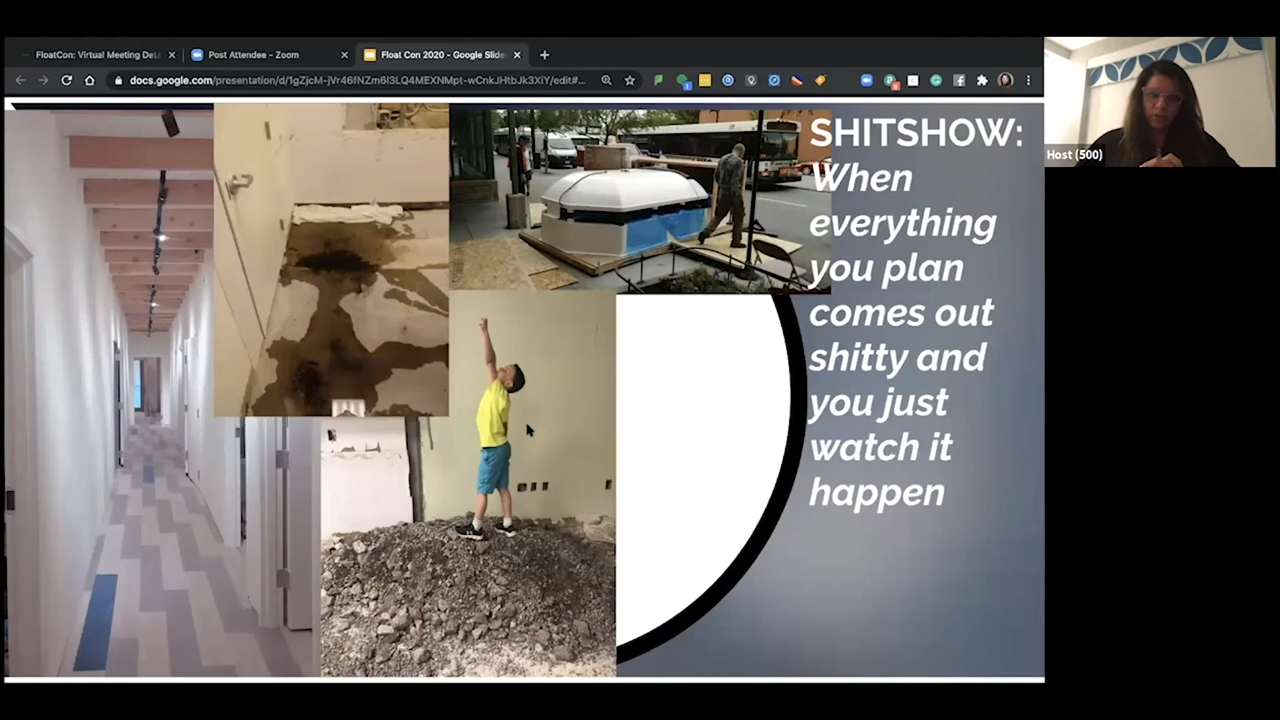 FloatCon: Virtual Meeting Det
Post Attendee - Zoom
Float Con 2020 - Google Slide
docs.google.com/presentation/d/1gZjcM-jVr46fNZm6I3LQ4MEXNMpt-wCnkJHtbJk3XiY/edit#...
SHITSHOW:
When
everything
you plan
comes out
shitty and
you just
watch it
happen
Host (500)